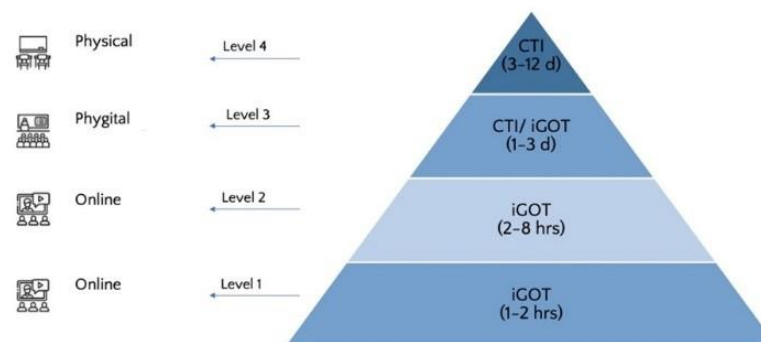 Physical
Level 4
CTI
(3-12 d)
Phygital
Level 3
CTI/ iGOT
(1-3 d)
Online
Level 2
iGOT
(2-8 hrs)
Online
Level 1
iGOT
(1-2 hrs)